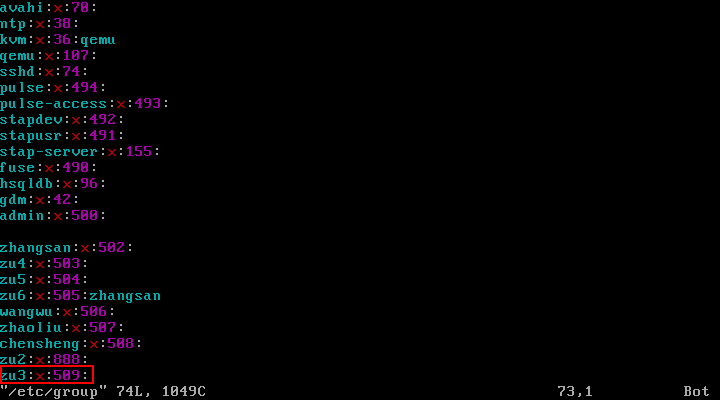 avahi:x:70:
ntp:x:38:
kvm:x:36:qemu
qemu:x:107:
sshd:x:74:
pulse:x:494:
pulse-access:x:493:
stapdev:x:492:
stapusr:x:491:
stap-server:x:155:
fuse:x:490:
hsqldb:x:96:
gdm:x:42:
admin:x:500:
zhangsan:x:502:
zu4:x:503:
zu5:x:504:
zu6:x:505:zhangsan
wangwu:x:506:
zhaoliu:x:507:
chensheng:x:508:
zu2:x:888:
zu3:x:509:
"/etc/group" 74L, 1049C 73,1 Bot